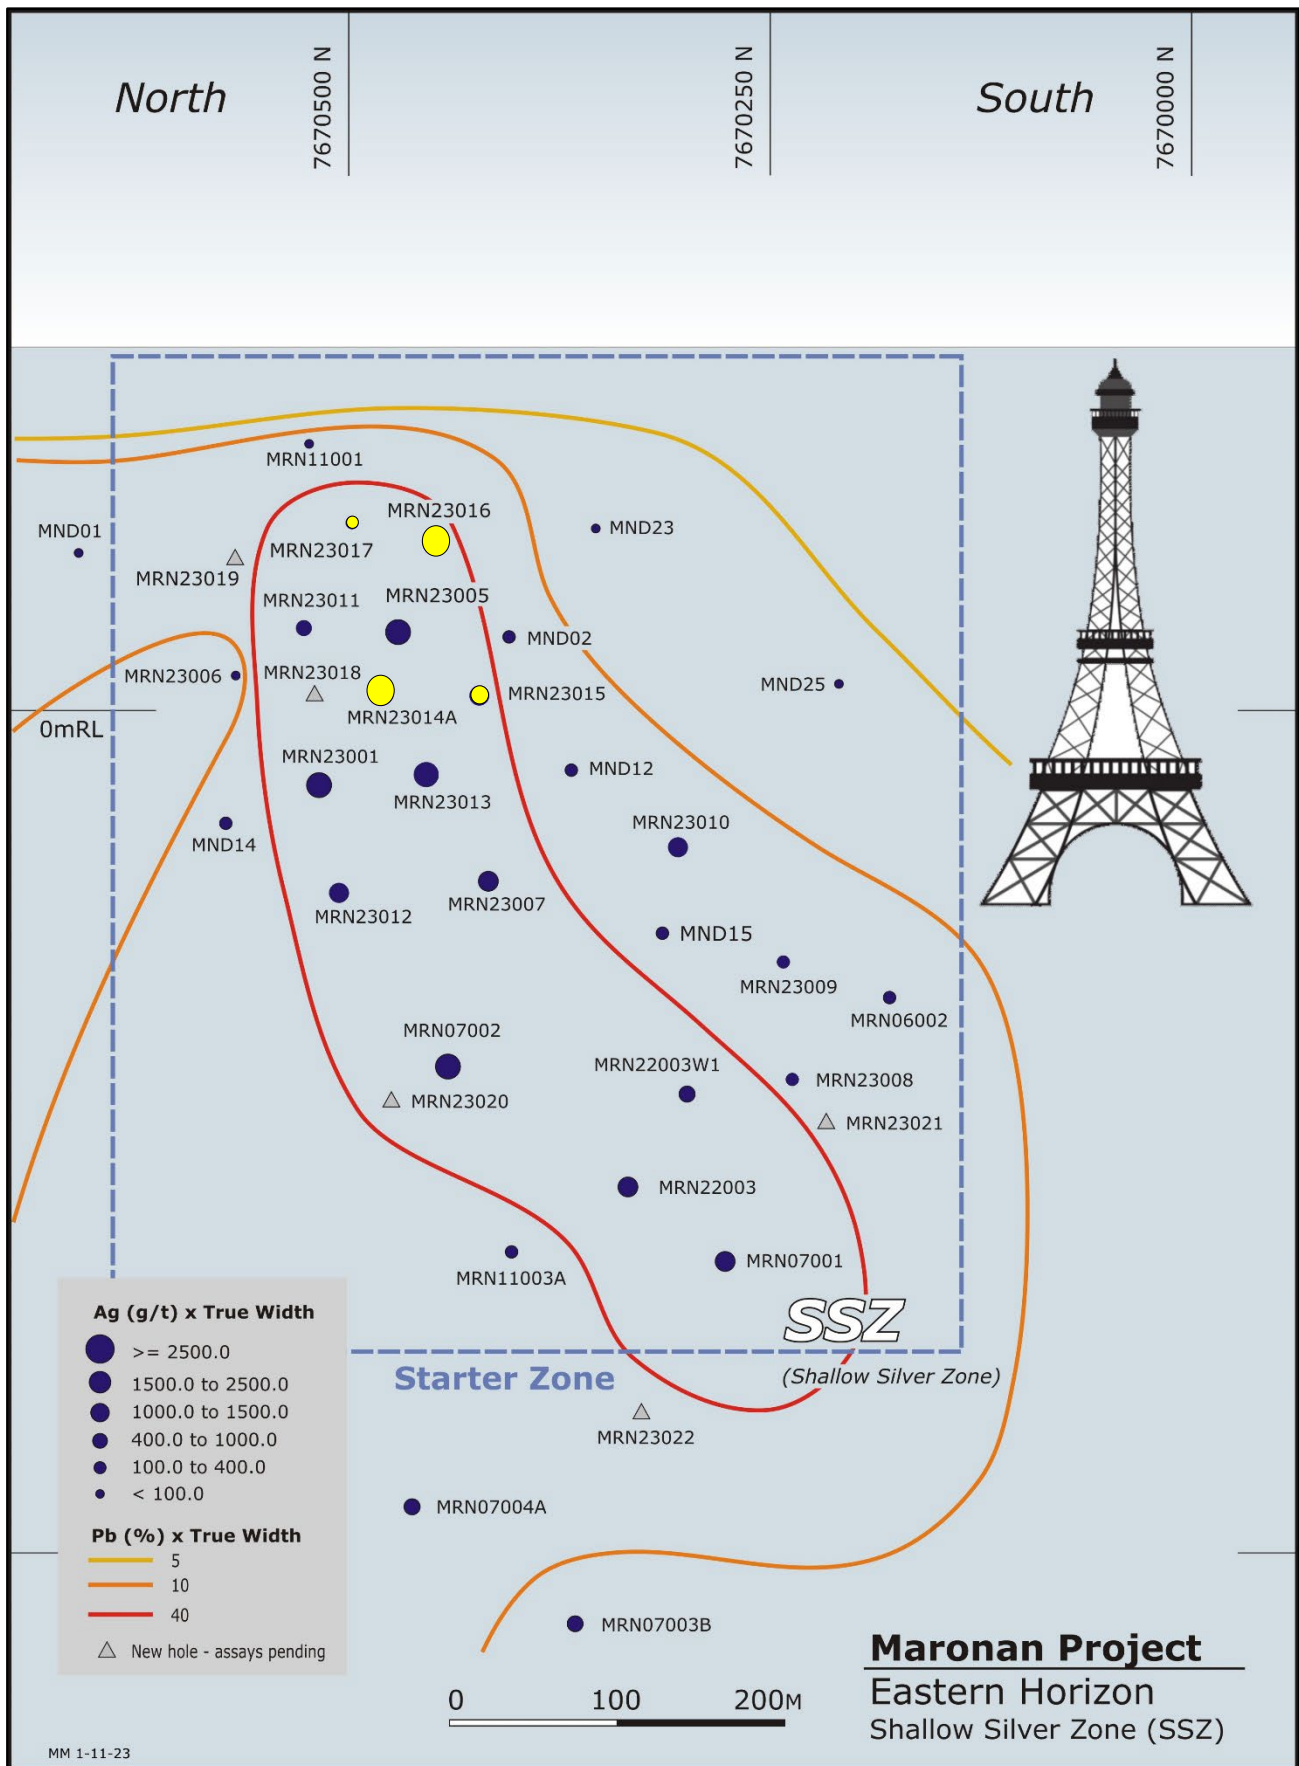 North
7670500 N
7670250 N
South
7670000 N
MRN11001
MND01
MRN23016
MRN23017
MND23
MRN23019
MRN23011
MRN23005
MND02
MRN23006
MRN23018
MRN23015
MND25
MRN23014A
0mRL
MRN23001
MRN23013
MND12
MND14
MRN23010
MRN23012
MRN23007
MND15
MRN23009
MRN06002
MRN07002
MRN22003W1
MRN23008
MRN23020
MRN23021
MRN22003
MRN11003A
MRN07001
SSZ
(Shallow Silver Zone)
Starter Zone
MRN23022
MRN07004A
MRN07003B
Ag (g/t) x True Width
>= 2500.0
1500.0 to 2500.0
1000.0 to 1500.0
400.0 to 1000.0
100.0 to 400.0
< 100.0
Pb (%) x True Width
5
10
40
New hole - assays pending
0 100 200M
Maronan Project
Eastern Horizon
Shallow Silver Zone (SSZ)
MM 1-11-23